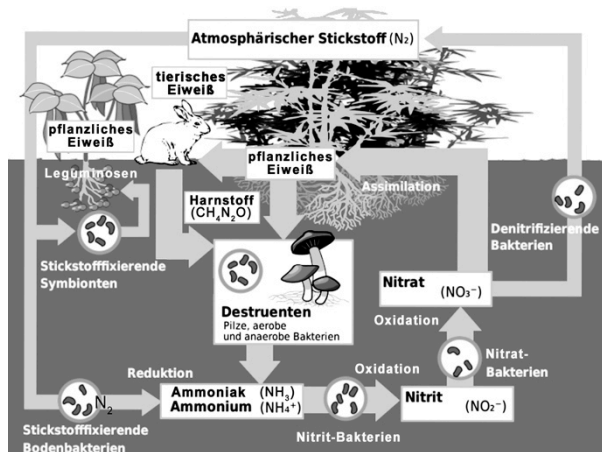 Atmosphärischer Stickstoff (N₂)
tierisches
Eiweiß
pflanzliches
Eiweiß
pflanzliches
Eiweiß
Leguminosen
Assimilation
Harnstoff
(CH₄N₂O)
Denitrifizierende
Bakterien
Stickstofffixierende
Symbionten
Nitrat
(NO₃⁻)
Destruenten
Pilze, aerobe
und anaerobe Bakterien
Oxidation
Nitrat-
Bakterien
Reduktion
Oxidation
N₂
Ammoniak (NH₃)
Ammonium (NH₄⁺)
Nitrit
(NO₂⁻)
Nitrit-Bakterien
Stickstofffixierende
Bodenbakterien